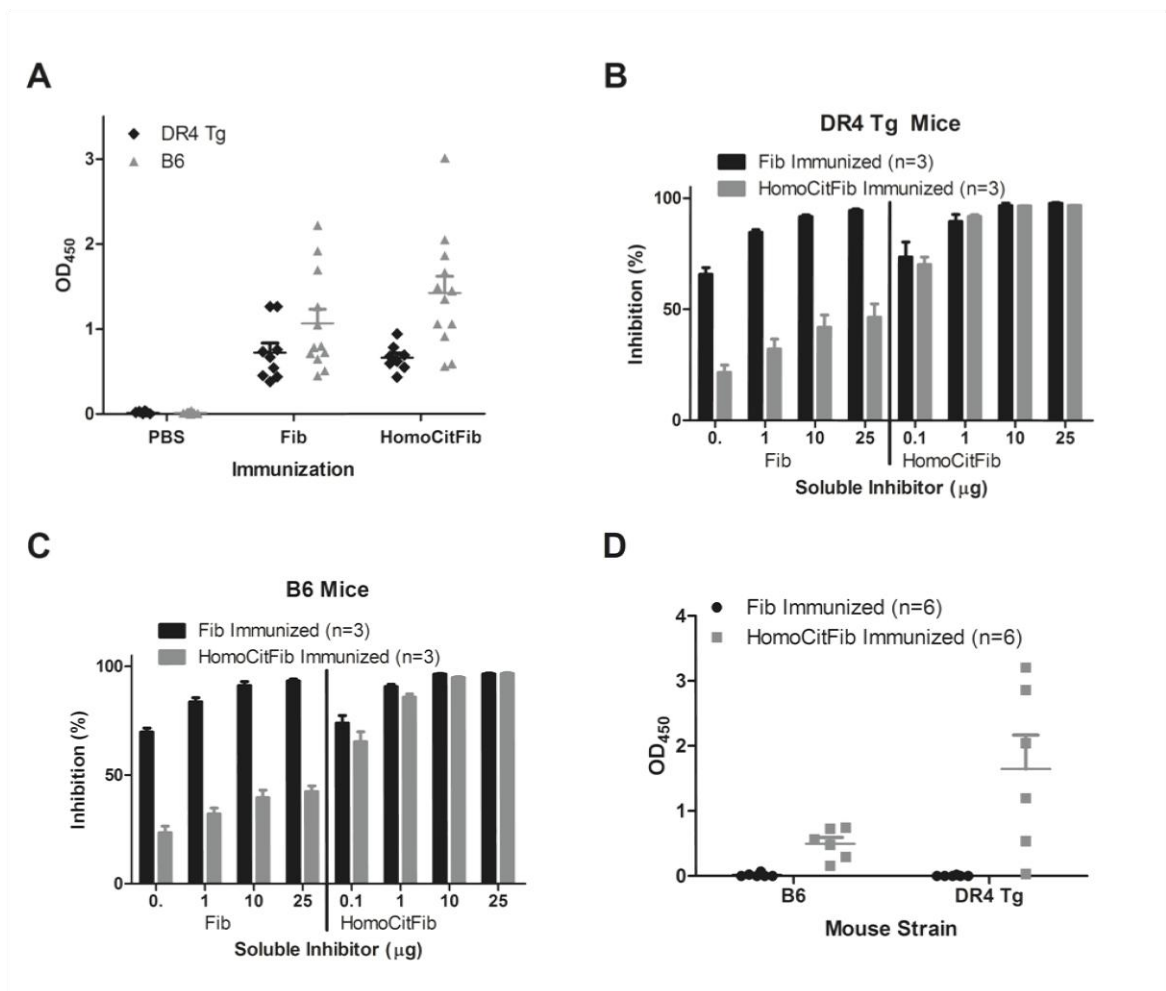 A
DR4 Tg
B6
3
2
1
0
OD450
PBS Fib HomoCitFib
Immunization
B
DR4 Tg Mice
Fib Immunized (n=3)
HomoCitFib Immunized (n=3)
100
50
0
Inhibition (%)
0. 1 10 25 0.1 1 10 25
Fib HomoCitFib
Soluble Inhibitor (μg)
C
B6 Mice
Fib Immunized (n=3)
HomoCitFib Immunized (n=3)
100
50
0
Inhibition (%)
0. 1 10 25 0.1 1 10 25
Fib HomoCitFib
Soluble Inhibitor (μg)
D
Fib Immunized (n=6)
HomoCitFib Immunized (n=6)
4
3
2
1
0
OD450
B6 DR4 Tg
Mouse Strain